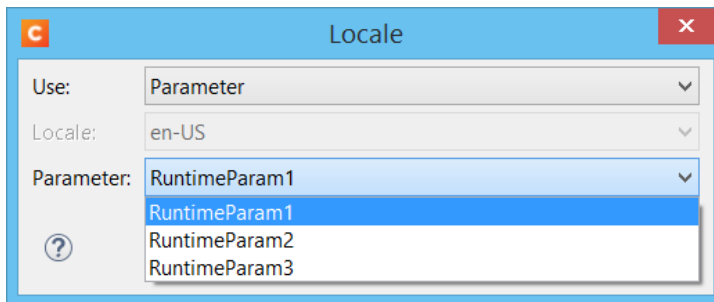 C Locale
Use: Parameter
Locale: en-US
Parameter: RuntimeParam1
RuntimeParam1
RuntimeParam2
RuntimeParam3
?